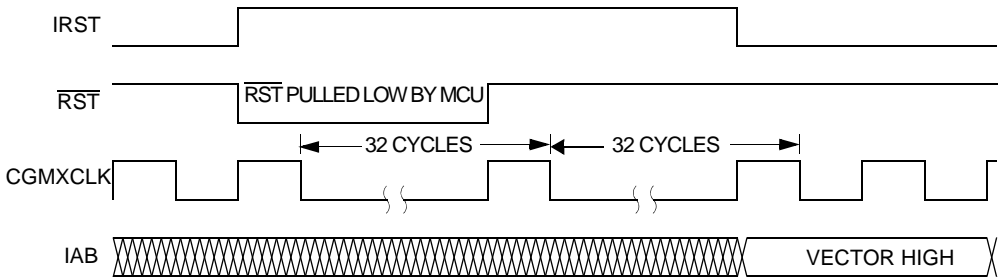 IRST
RST
RST PULLED LOW BY MCU
32 CYCLES
32 CYCLES
CGMXCLK
IAB
VECTOR HIGH